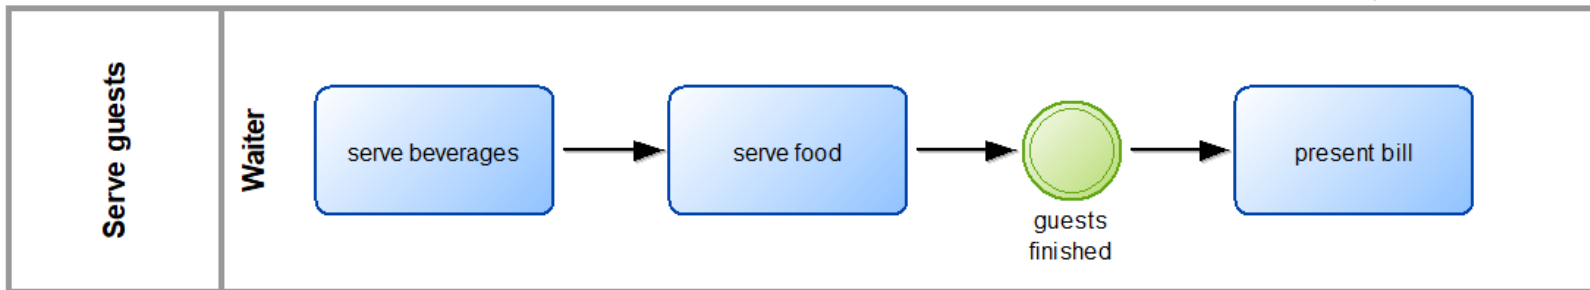 Serve guests
Waiter
serve beverages
serve food
guests
finished
present bill